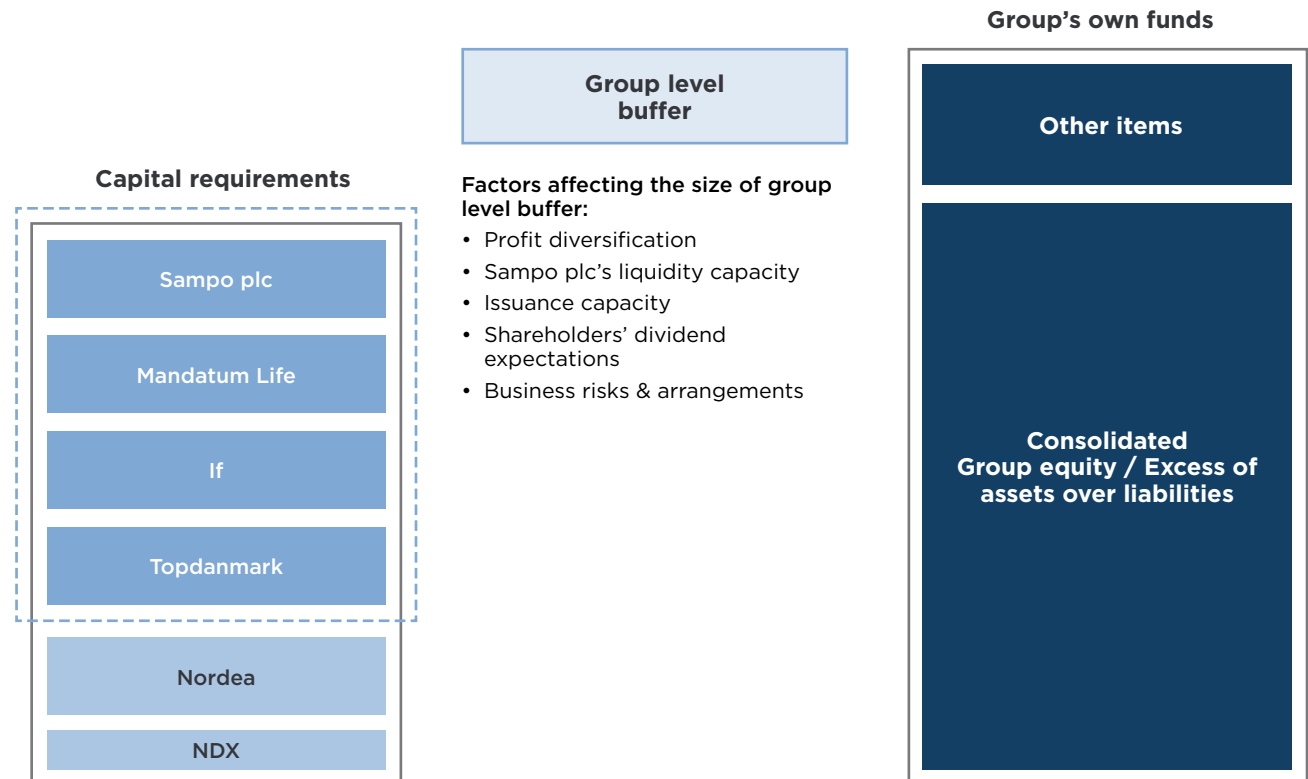 Capital requirements
Sampo plc
Mandatum Life
If
Topdanmark
Nordea
NDX
Group level
buffer
Factors affecting the size of group
level buffer:
• Profit diversification
• Sampo plc’s liquidity capacity
• Issuance capacity
• Shareholders’ dividend
expectations
• Business risks & arrangements
Group’s own funds
Other items
Consolidated
Group equity / Excess of
assets over liabilities